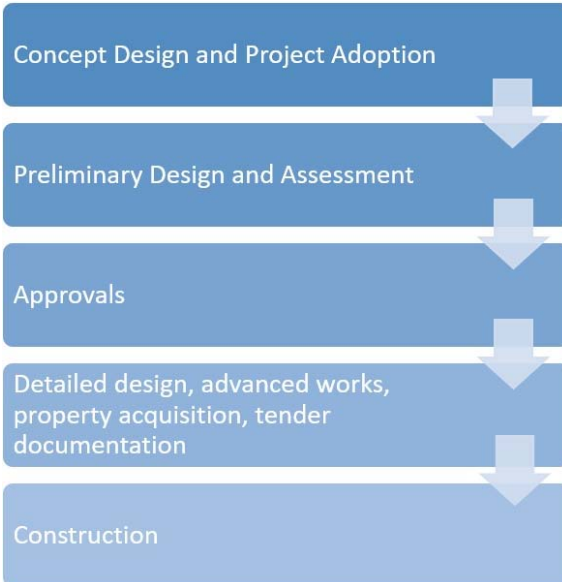 Concept Design and Project Adoption
Preliminary Design and Assessment
Approvals
Detailed design, advanced works,
property acquisition, tender
documentation
Construction